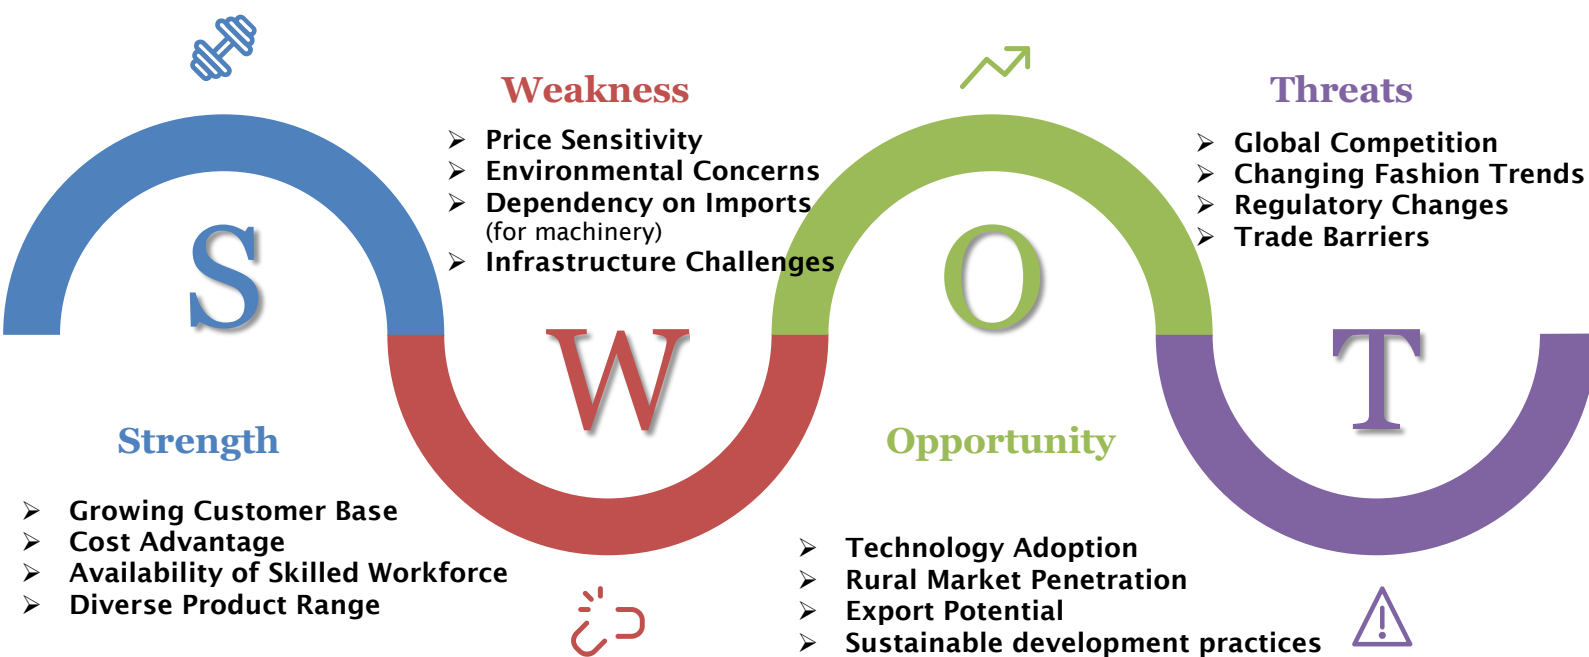 S
Strength
➢ Growing Customer Base
➢ Cost Advantage
➢ Availability of Skilled Workforce
➢ Diverse Product Range
Weakness
➢ Price Sensitivity
➢ Environmental Concerns
➢ Dependency on Imports
(for machinery)
➢ Infrastructure Challenges
W
O
Opportunity
➢ Technology Adoption
➢ Rural Market Penetration
➢ Export Potential
➢ Sustainable development practices
Threats
➢ Global Competition
➢ Changing Fashion Trends
➢ Regulatory Changes
➢ Trade Barriers
T